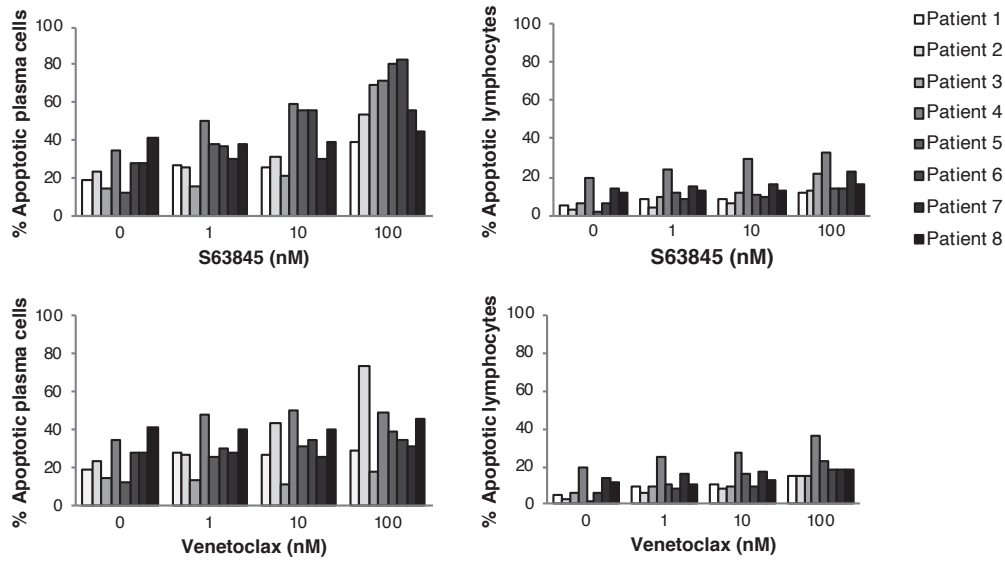 % Apoptotic plasma cells
100
80
60
40
20
0
0 1 10 100
S63845 (nM)
% Apoptotic lymphocytes
100
80
60
40
20
0
0 1 10 100
S63845 (nM)
Patient 1
Patient 2
Patient 3
Patient 4
Patient 5
Patient 6
Patient 7
Patient 8
% Apoptotic plasma cells
100
80
60
40
20
0
0 1 10 100
Venetoclax (nM)
% Apoptotic lymphocytes
100
80
60
40
20
0
0 1 10 100
Venetoclax (nM)